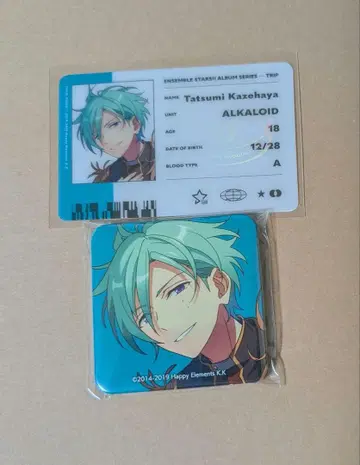 ENSEMBLE STARS!! ALBUM SERIES — TRIP
NAME Tatsumi Kazehaya
UNIT ALKALOID
AGE 18
DATE OF BIRTH 12/28
BLOOD TYPE A
©2014-2019 Happy Elements K.K